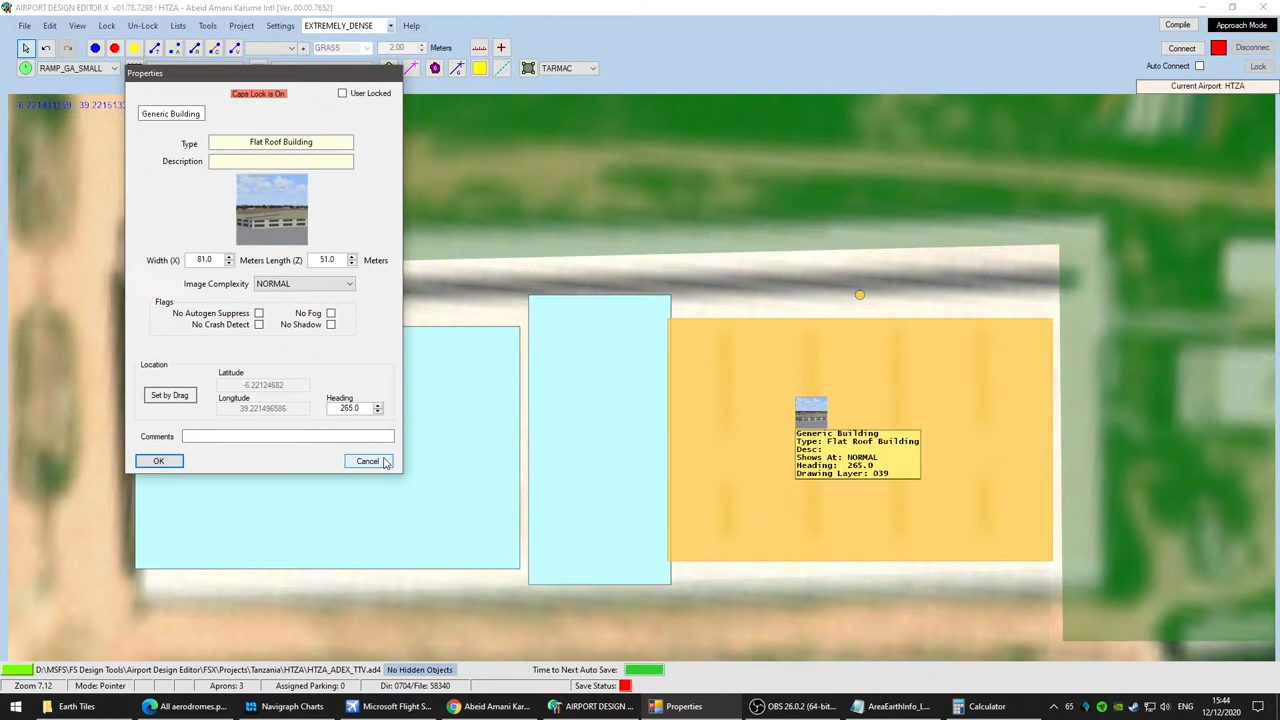 AIRPORT DESIGN EDITOR X - v01.78.7298 : HTZA - Abeid Amani Karume Intl (Ver. 00.00.7652)
File Edit View Lock Un-Lock Lists Tools Project Settings EXTREMELY_DENSE Help
Compile Approach Mode
GRASS 2.00 Meters
Connect Disconnec
RAMP_GA_SMALL TARMAC
Auto Connect Lock
Current Airport: HTZA
Properties
Caps Lock is On User Locked
Generic Building
Type Flat Roof Building
Description
Width (X) 81.0 Meters Length (Z) 51.0 Meters
Image Complexity NORMAL
Flags
No Autogen Suppress No Fog
No Crash Detect No Shadow
Location
Latitude
-6.22124682
Set by Drag
Longitude Heading
39.221496586 265.0
Comments
OK Cancel
Generic Building
Type: Flat Roof Building
Desc:
Shows At: NORMAL
Heading: 265.0
Drawing Layer: 039
D:\MSFS\FS Design Tools\Airport Design Editor\FSX\Projects\Tanzania\HTZA\HTZA_ADEX_TTV.ad4 No Hidden Objects Time to Next Auto Save:
Zoom 7.12 Mode: Pointer Aprons: 3 Assigned Parking: 0 Dir: 0704/File: 58340 Save Status:
Earth Tiles All aerodromes.p... Navigraph Charts Microsoft Flight S... Abeid Amani Karu... AIRPORT DESIGN ... Properties OBS 26.0.2 (64-bit... AreaEarthInfo_L... Calculator 65 ENG
15:44
12/12/2020